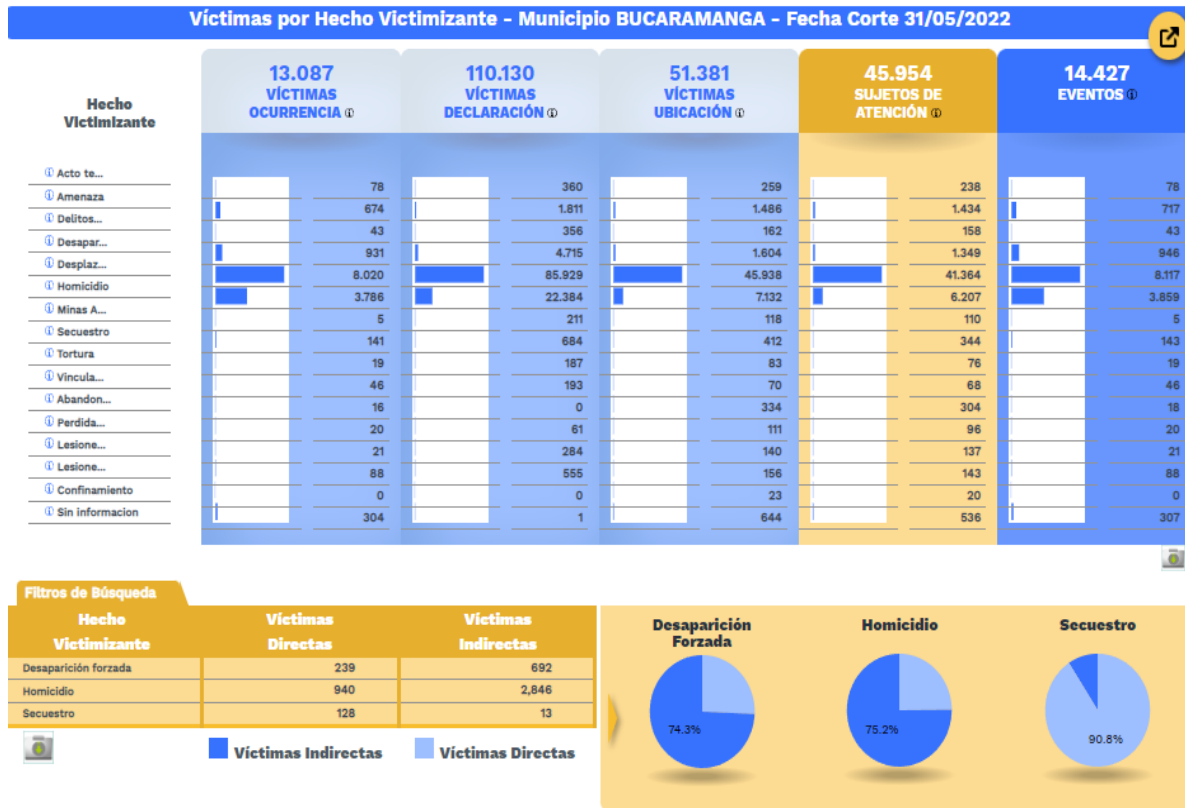 Víctimas por Hecho Victimizante - Municipio BUCARAMANGA - Fecha Corte 31/05/2022
Hecho
Victimizante
13.087
VÍCTIMAS
OCURRENCIA
110.130
VÍCTIMAS
DECLARACIÓN
51.381
VÍCTIMAS
UBICACIÓN
45.954
SUJETOS DE
ATENCIÓN
14.427
EVENTOS
Acto te... 78 360 259 238 78
Amenaza 674 1.811 1.486 1.434 717
Delitos... 43 356 162 158 43
Desapar... 931 4.715 1.604 1.349 946
Desplaz... 8.020 85.929 45.938 41.364 8.117
Homicidio 3.786 22.384 7.132 6.207 3.859
Minas A... 5 211 118 110 5
Secuestro 141 684 412 344 143
Tortura 19 187 83 76 19
Vincula... 46 193 70 68 46
Abandon... 16 0 334 304 18
Perdida... 20 61 111 96 20
Lesione... 21 284 140 137 21
Lesione... 88 555 156 143 88
Confinamiento 0 0 23 20 0
Sin informacion 304 1 644 536 307
Filtros de Búsqueda
Hecho
Victimizante
Víctimas
Directas
Víctimas
Indirectas
Desaparición forzada 239 692
Homicidio 940 2,846
Secuestro 128 13
Víctimas Indirectas Víctimas Directas
Desaparición
Forzada
74.3%
Homicidio
75.2%
Secuestro
90.8%